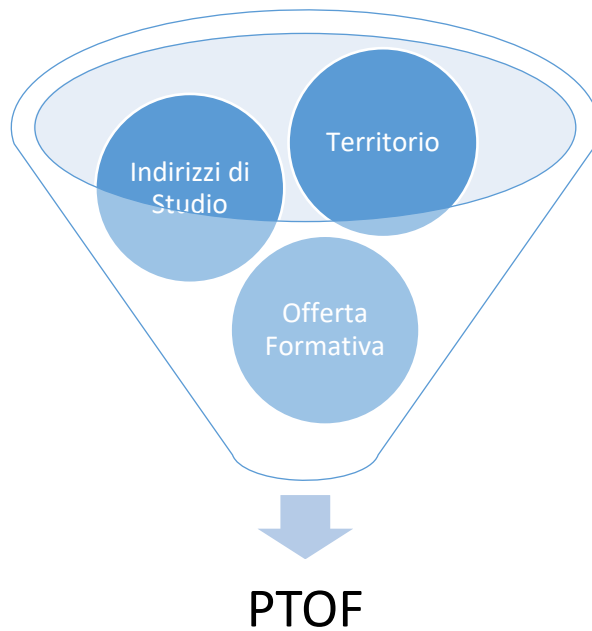 Territorio
Indirizzi di
Studio
Offerta
Formativa
PTOF